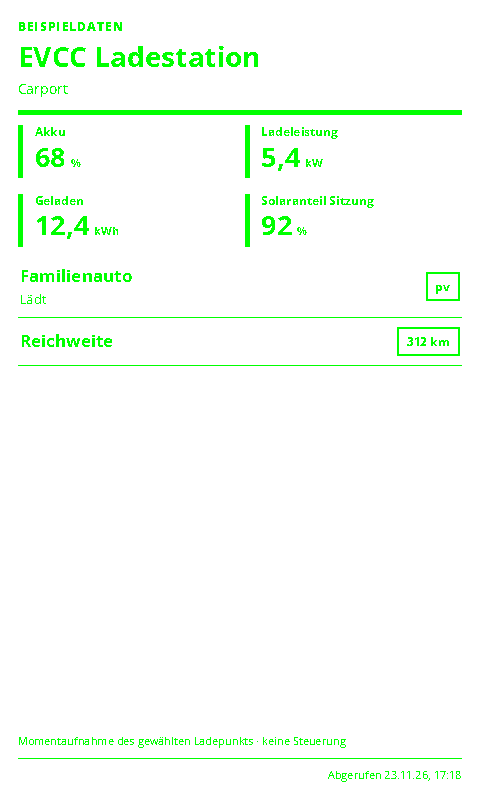 BEISPIELDATEN
EVCC Ladestation
Carport
Akku
68 %
Ladeleistung
5,4 kW
Geladen
12,4 kWh
Solaranteil Sitzung
92 %
Familienauto
Lädt
pv
Reichweite
312 km
Momentaufnahme des gewählten Ladepunkts · keine Steuerung
Abgerufen 23.11.26, 17:18